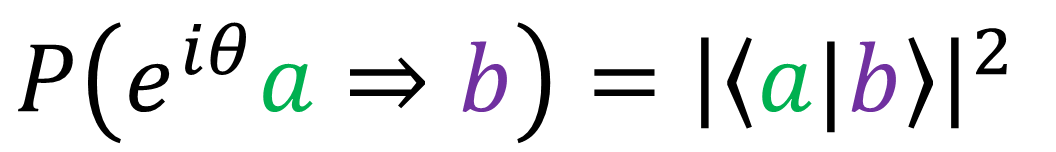 P(e^{iθ}a ⇒ b) = |⟨a|b⟩|²